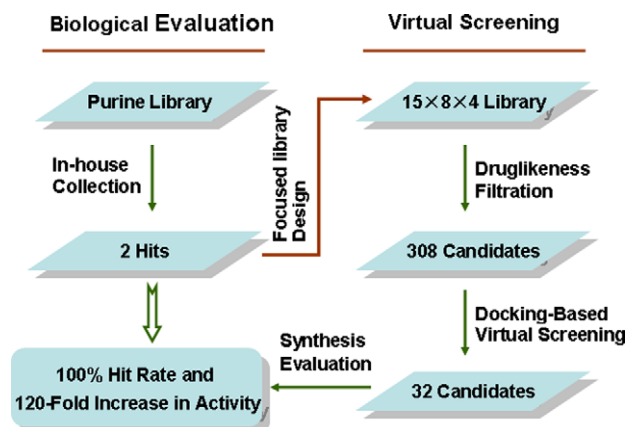 Biological Evaluation
Virtual Screening
Purine Library
15×8×4 Library
In-house
Collection
Focused library
Design
Druglikeness
Filtration
2 Hits
308 Candidates
Docking-Based
Virtual Screening
Synthesis
Evaluation
100% Hit Rate and
120-Fold Increase in Activity
32 Candidates